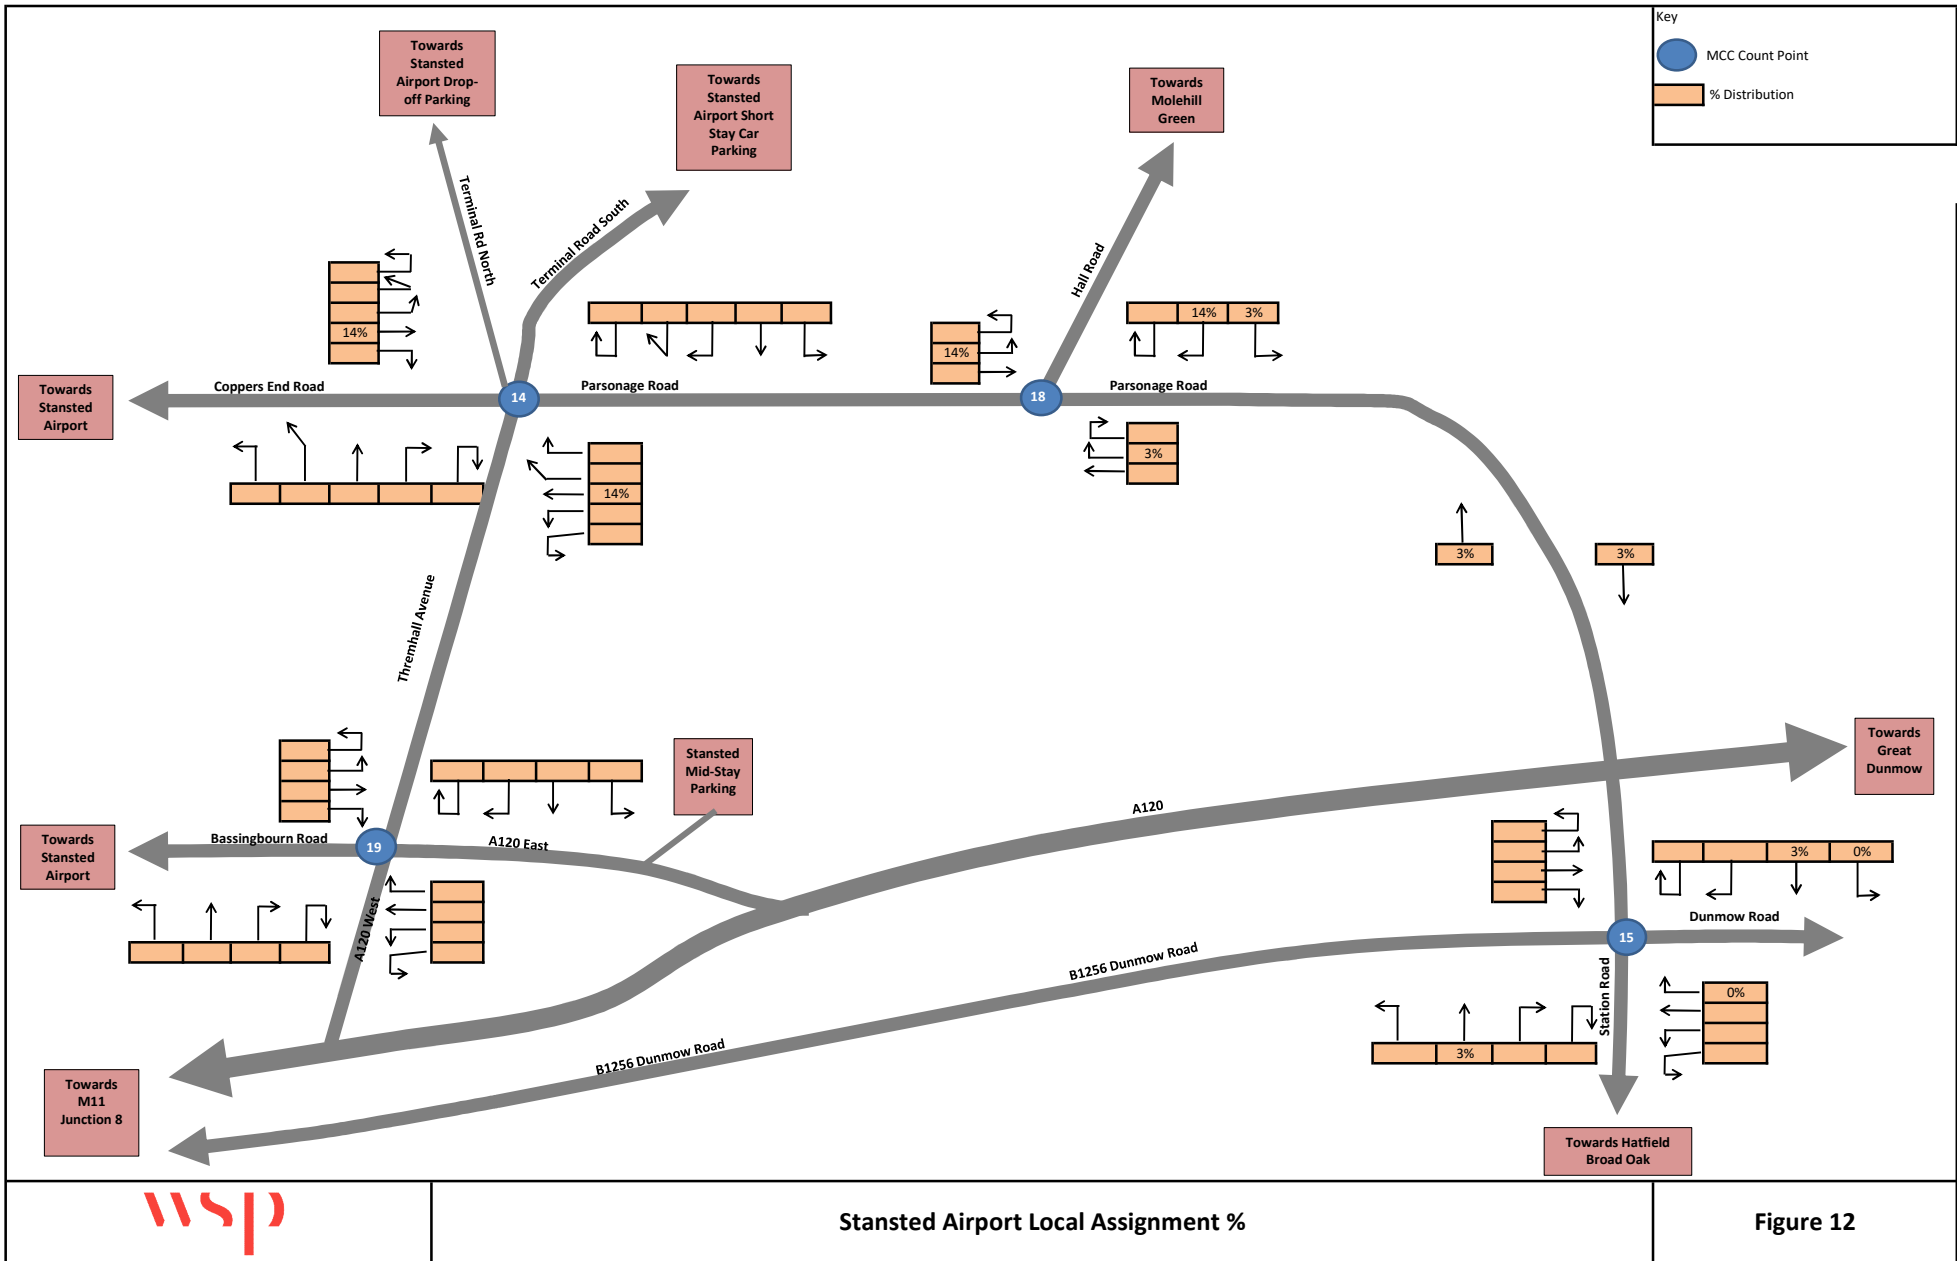 Key
MCC Count Point
% Distribution
Towards
Stansted
Airport Drop-
off Parking
Towards
Stansted
Airport Short
Stay Car
Parking
Towards
Molehill
Green
Terminal Rd North
Terminal Road South
Hall Road
14%
14%
14%
3%
Towards
Stansted
Airport
Coppers End Road
14
Parsonage Road
18
Parsonage Road
14%
3%
3%
3%
Thremhall Avenue
Stansted
Mid-Stay
Parking
Towards
Great
Dunmow
A120
Towards
Stansted
Airport
Bassingbourn Road
19
A120 East
3%
0%
Dunmow Road
15
A120 West
B1256 Dunmow Road
Station Road
0%
3%
B1256 Dunmow Road
Towards
M11
Junction 8
Towards Hatfield
Broad Oak
wsp
Stansted Airport Local Assignment %
Figure 12